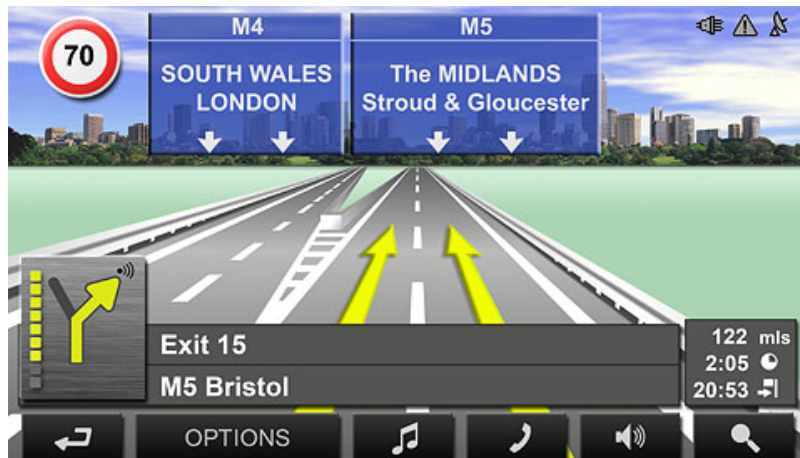 70
M4
SOUTH WALES
LONDON
M5
The MIDLANDS
Stroud & Gloucester
Exit 15
M5 Bristol
122 mls
2:05
20:53
OPTIONS